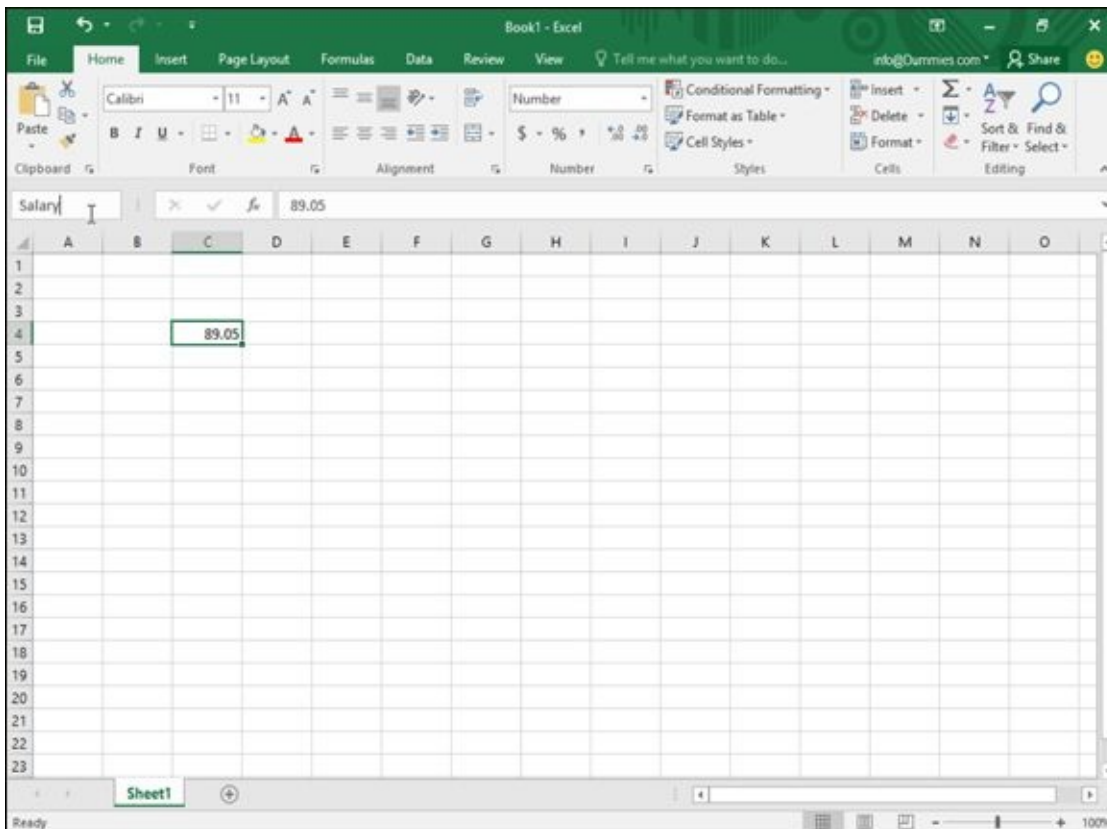 Book1 - Excel
File Home Insert Page Layout Formulas Data Review View Tell me what you want to do... info@Dummies.com Share
Calibri 11 A A Number Conditional Formatting Insert Σ A Z
Paste Format as Table Delete Sort & Find &
B I U A $ % , Cell Styles Format Filter Select
Clipboard Font Alignment Number Styles Cells Editing
Salary fx 89.05
A B C D E F G H I J K L M N O
1
2
3
4 89.05
5
6
7
8
9
10
11
12
13
14
15
16
17
18
19
20
21
22
23
Sheet1
Ready 100%